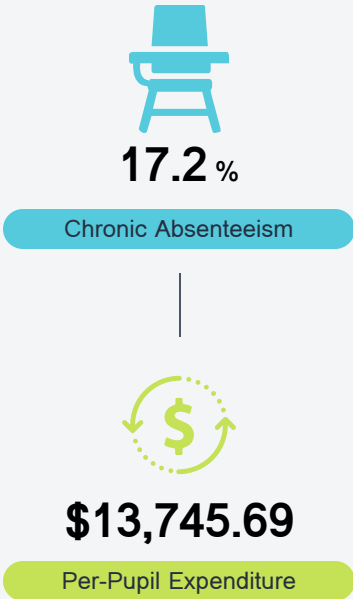 17.2 %
Chronic Absenteeism
$
$13,745.69
Per-Pupil Expenditure